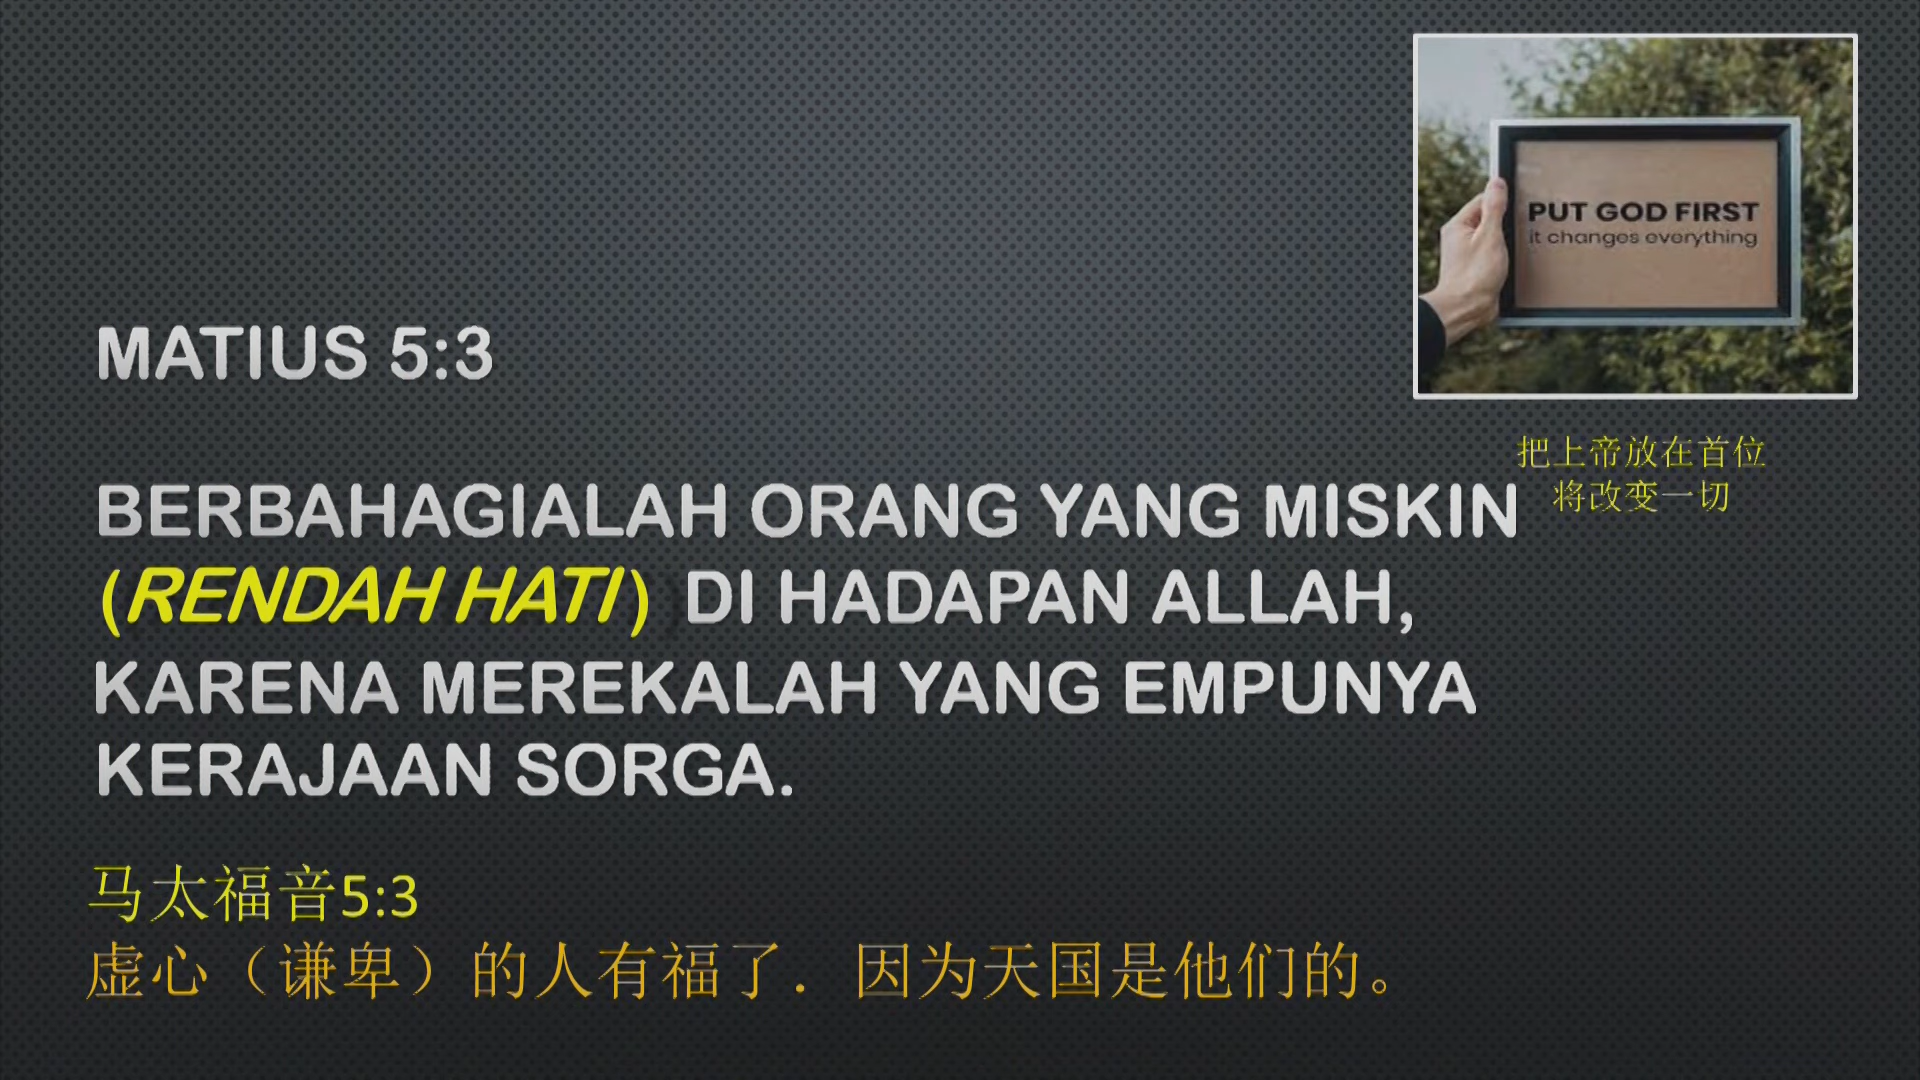 PUT GOD FIRST
it changes everything
把上帝放在首位
将改变一切
MATIUS 5:3
BERBAHAGIALAH ORANG YANG MISKIN
(RENDAH HATI) DI HADAPAN ALLAH,
KARENA MEREKALAH YANG EMPUNYA
KERAJAAN SORGA.
马太福音5:3
虚心（谦卑）的人有福了．因为天国是他们的。